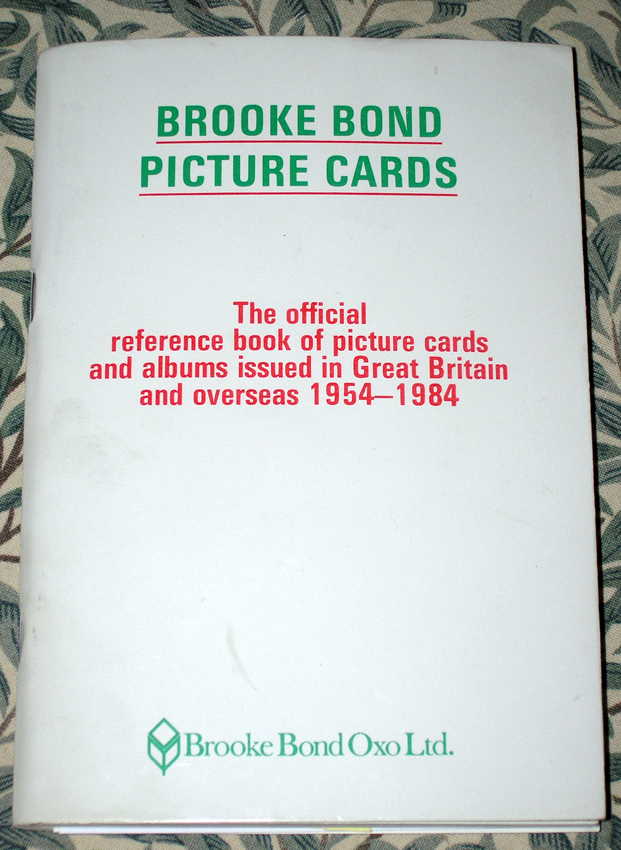 BROOKE BOND
PICTURE CARDS
The official
reference book of picture cards
and albums issued in Great Britain
and overseas 1954—1984
Brooke Bond Oxo Ltd.